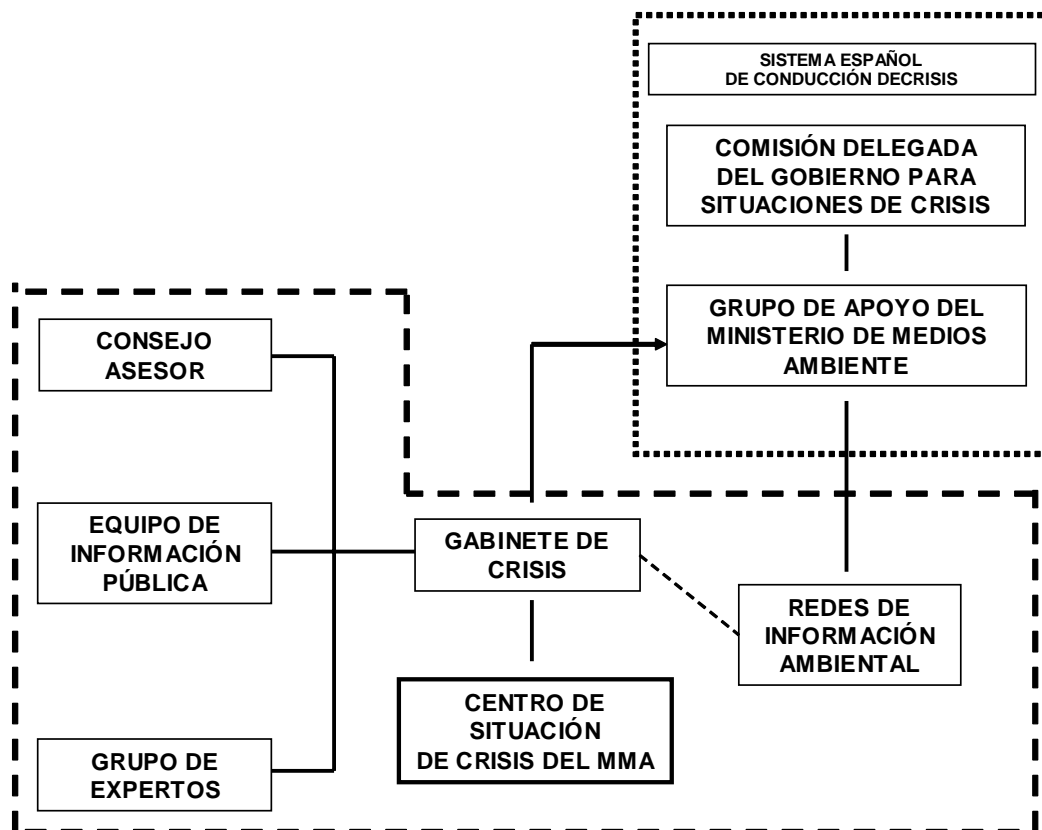 SISTEMA ESPAÑOL
DE CONDUCCIÓN DECRISIS
COMISIÓN DELEGADA
DEL GOBIERNO PARA
SITUACIONES DE CRISIS
GRUPO DE APOYO DEL
MINISTERIO DE MEDIOS
AMBIENTE
CONSEJO
ASESOR
EQUIPO DE
INFORMACIÓN
PÚBLICA
GABINETE DE
CRISIS
REDES DE
INFORMACIÓN
AMBIENTAL
CENTRO DE
SITUACIÓN
DE CRISIS DEL MMA
GRUPO DE
EXPERTOS